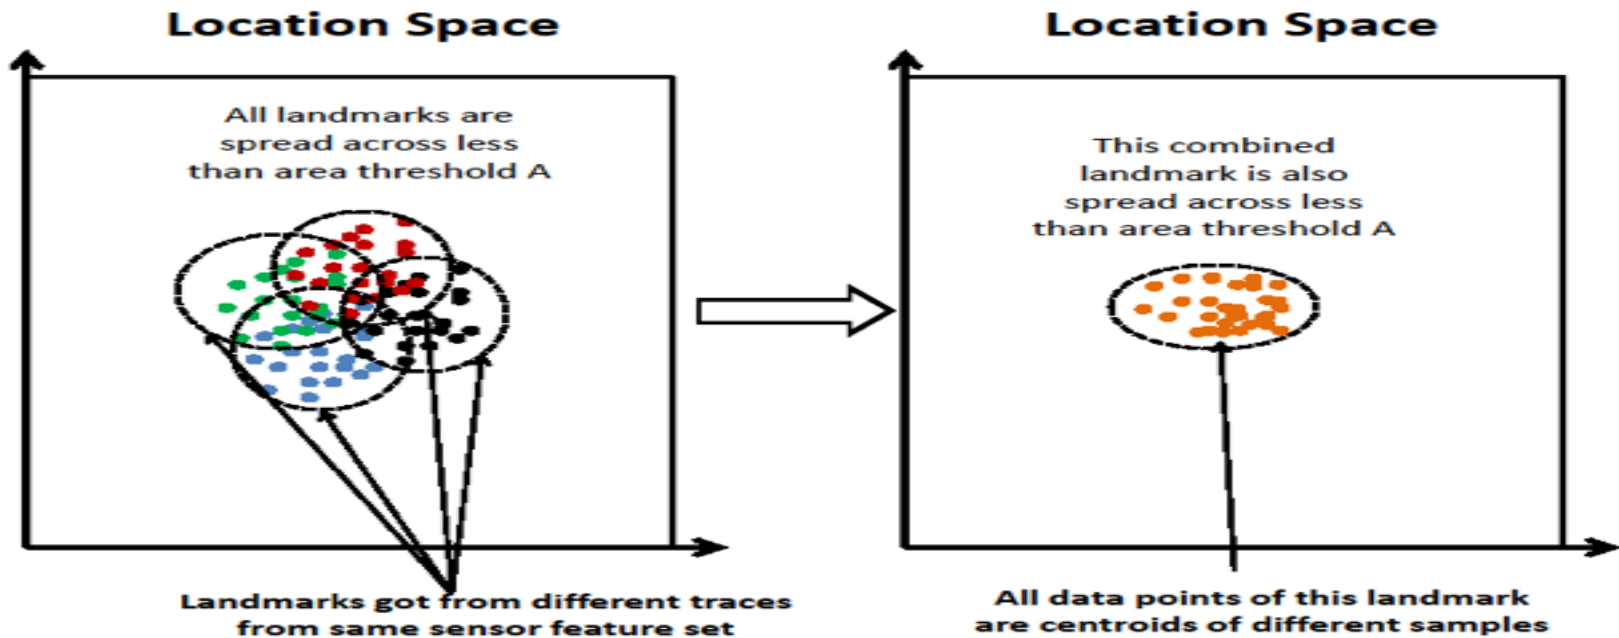 Location Space
All landmarks are
spread across less
than area threshold A
Landmarks got from different traces
from same sensor feature set
Location Space
This combined
landmark is also
spread across less
than area threshold A
All data points of this landmark
are centroids of different samples